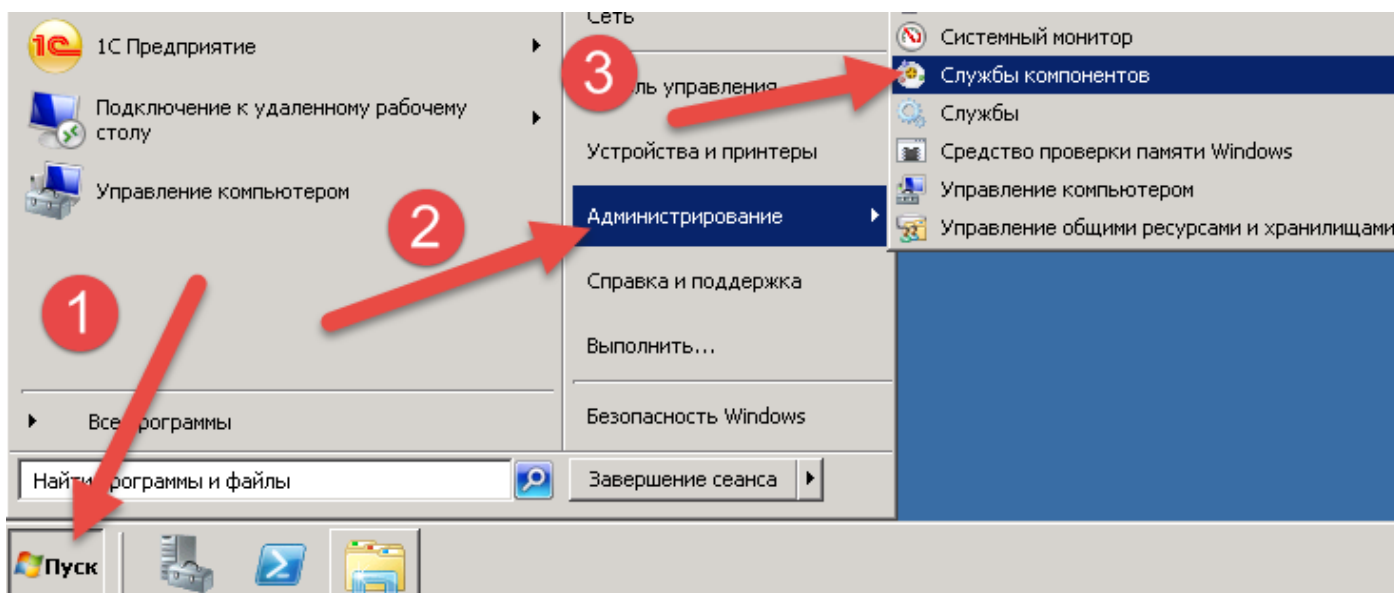 1С Предприятие
Подключение к удаленному рабочему
столу
Управление компьютером
1
2
Все программы
Найти программы и файлы
Пуск
Сеть
3
ль управления
Устройства и принтеры
Администрирование
Справка и поддержка
Выполнить...
Безопасность Windows
Завершение сеанса
Системный монитор
Службы компонентов
Службы
Средство проверки памяти Windows
Управление компьютером
Управление общими ресурсами и хранилищами